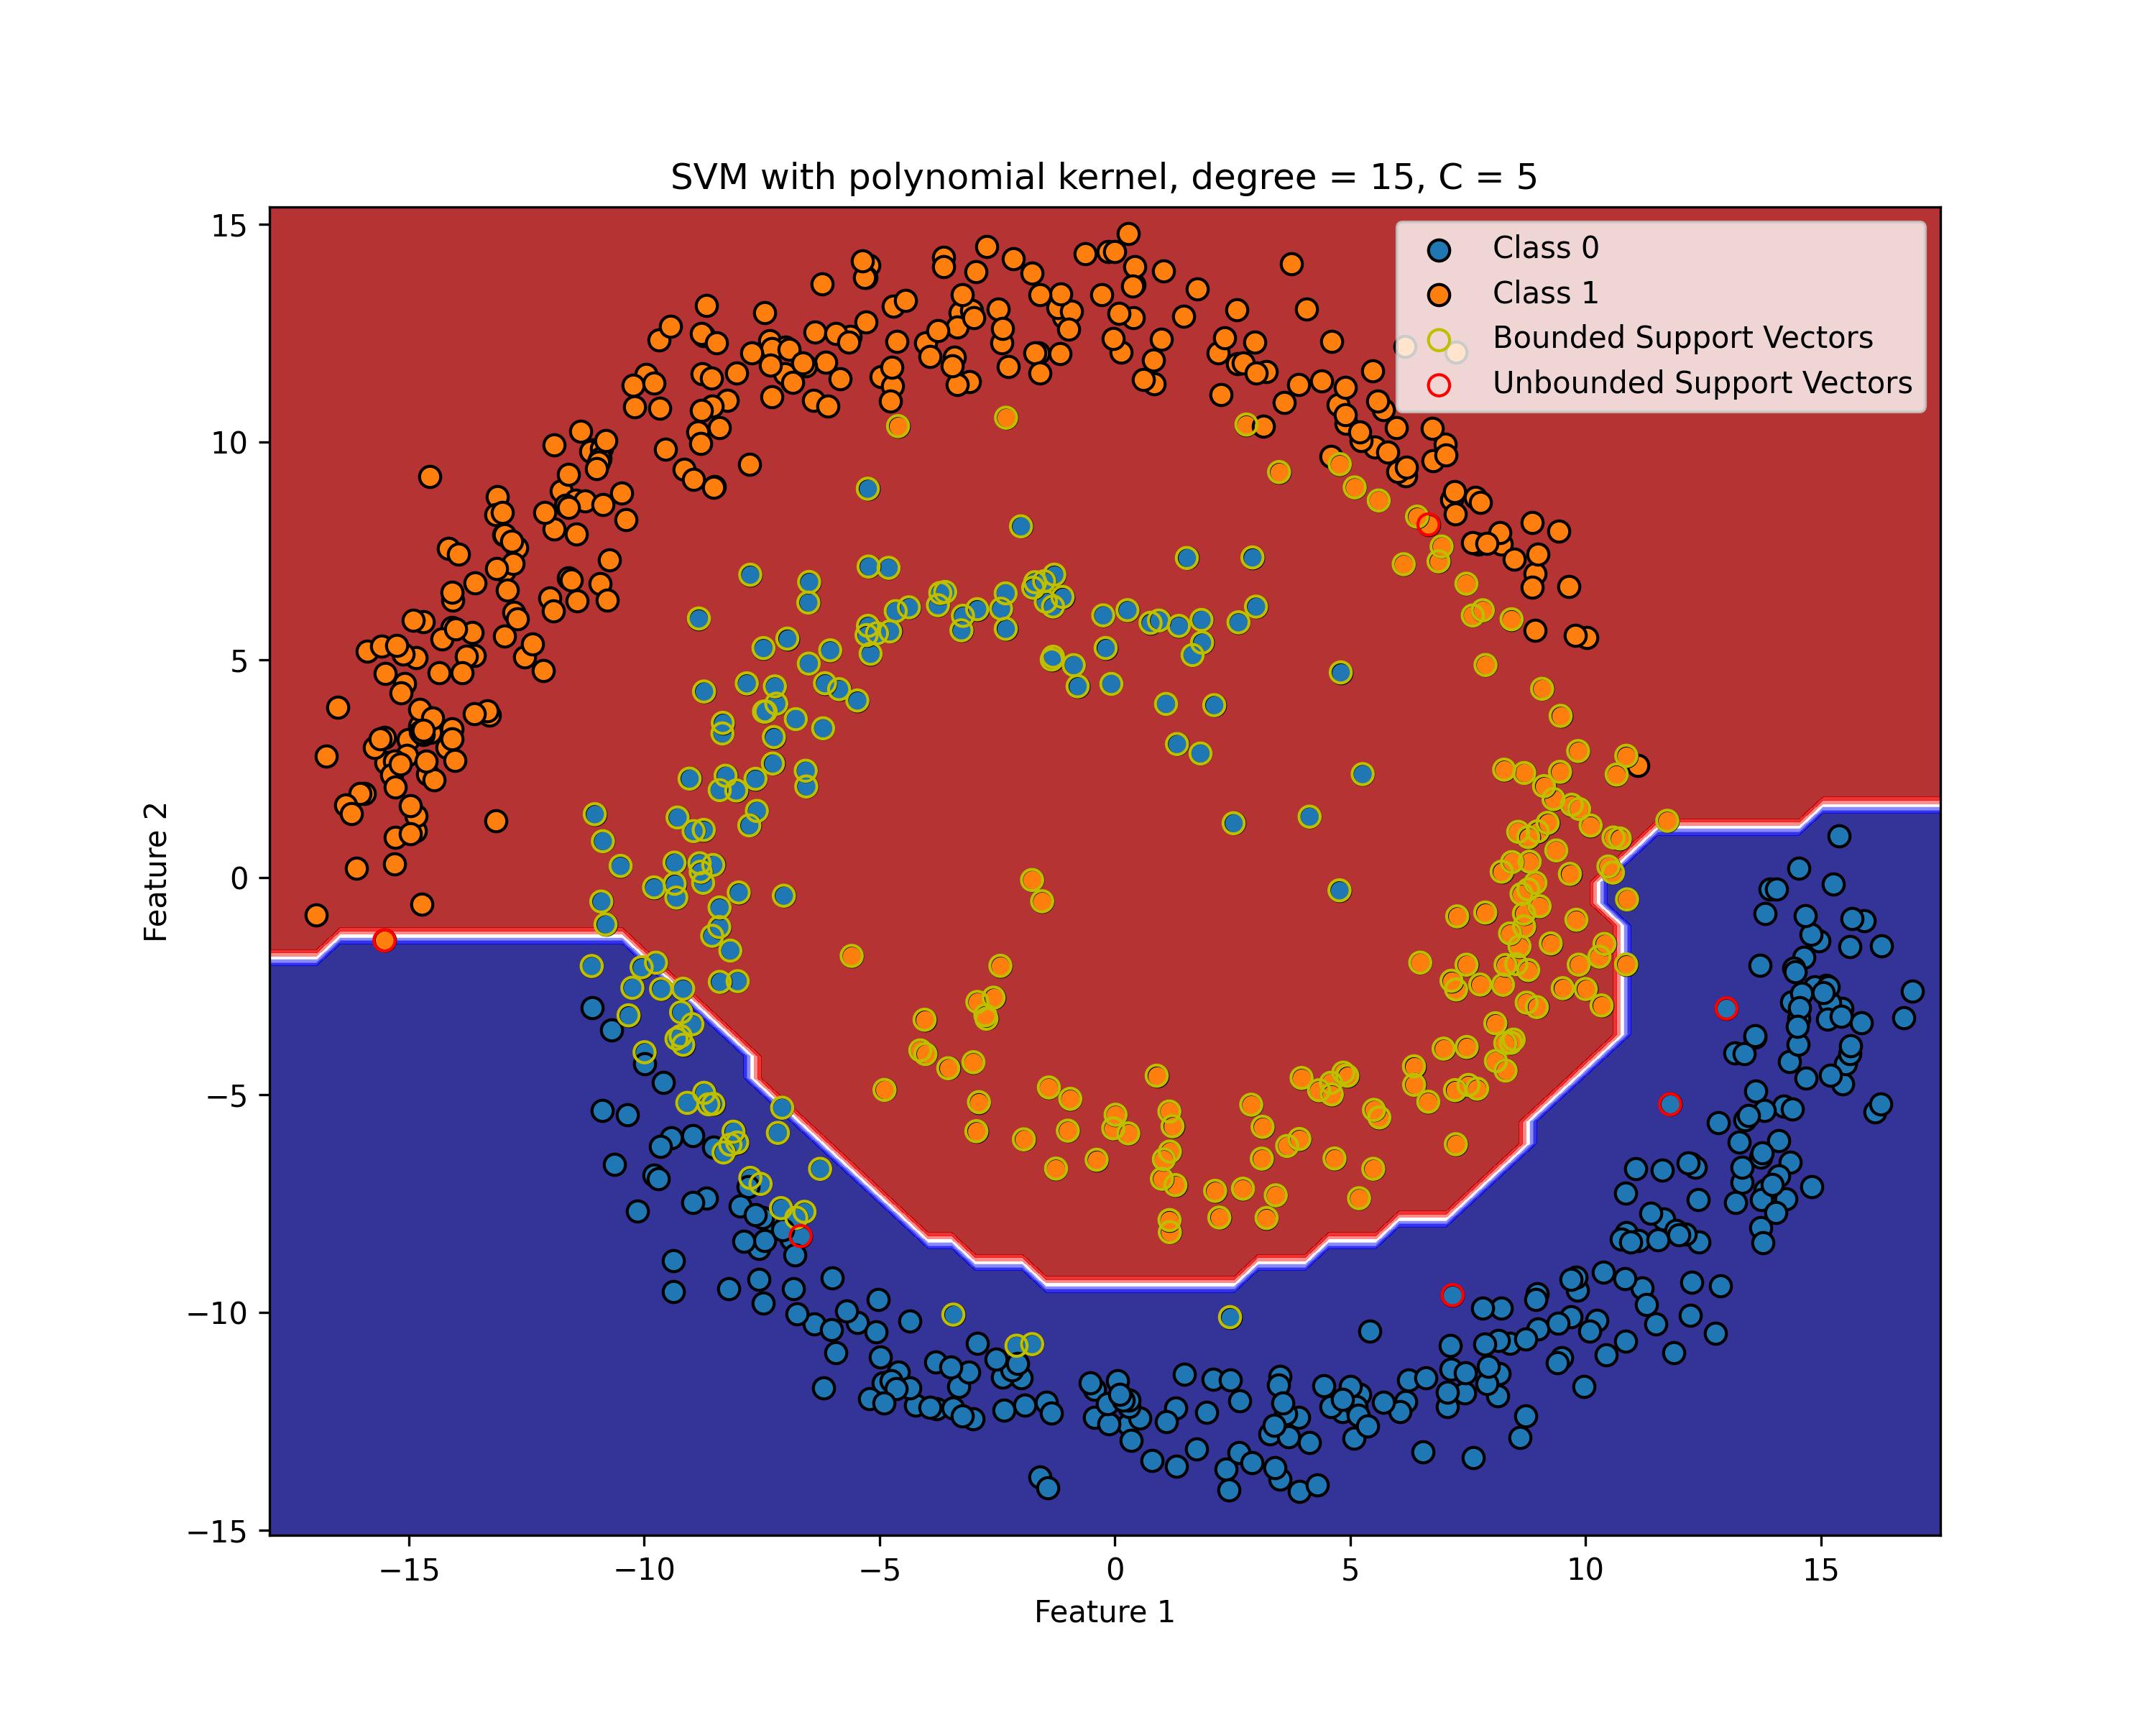 SVM with polynomial kernel, degree = 15, C = 5
Class 0
Class 1
Bounded Support Vectors
Unbounded Support Vectors
15
10
5
0
−5
−10
−15
Feature 2
−15 −10 −5 0 5 10 15
Feature 1